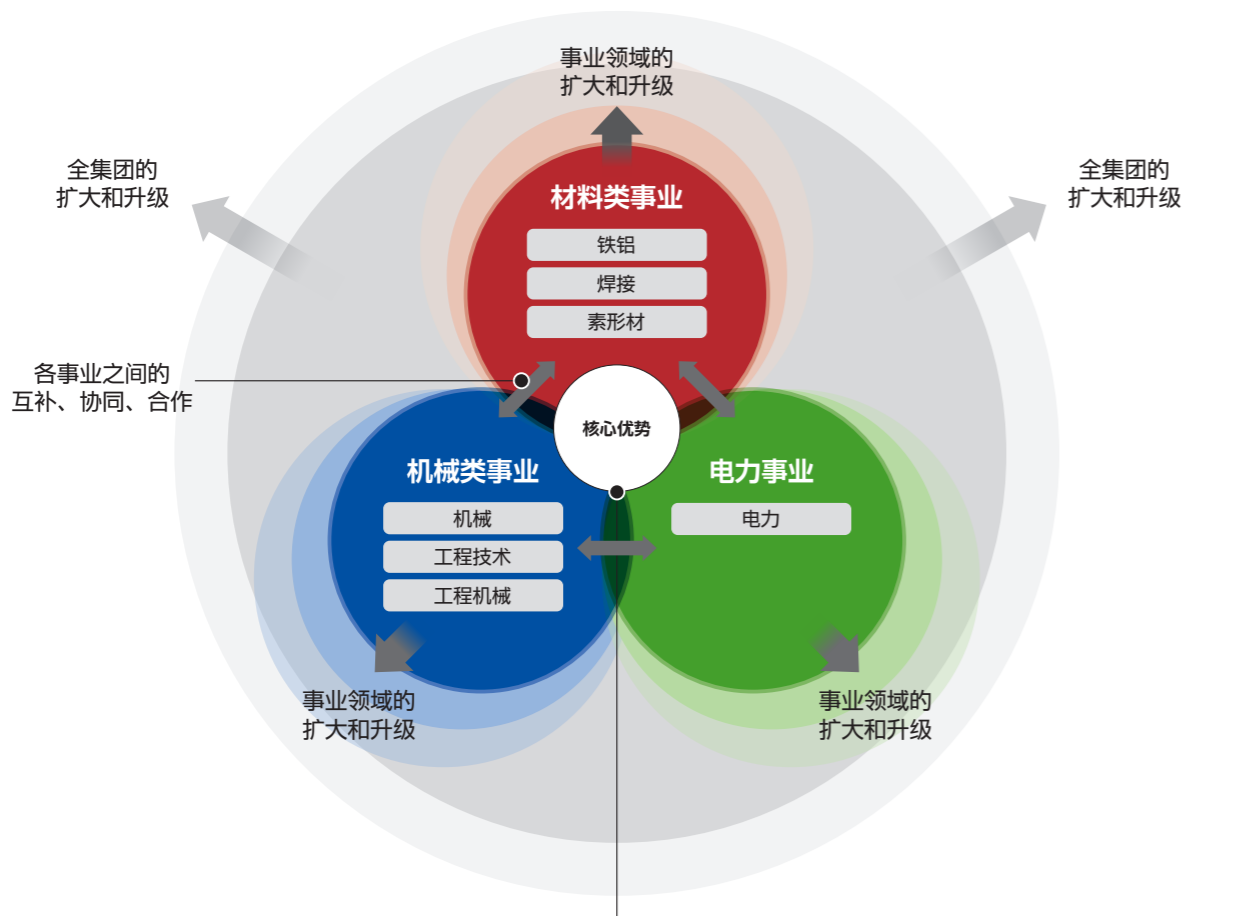 事业领域的
扩大和升级
全集团的
扩大和升级
全集团的
扩大和升级
材料类事业
铁铝
焊接
素形材
各事业之间的
互补、协同、合作
核心优势
机械类事业
机械
工程技术
工程机械
电力事业
电力
事业领域的
扩大和升级
事业领域的
扩大和升级